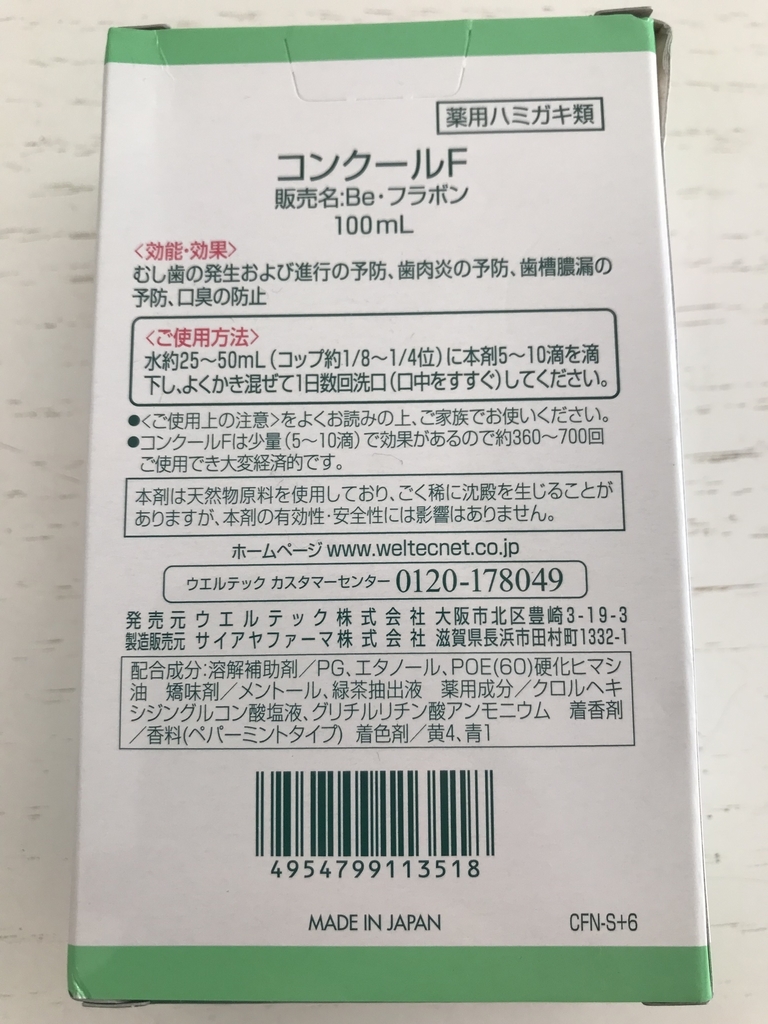 薬用ハミガキ類
コンクールF
販売名:Be・フラボン
100mL
<効能・効果>
むし歯の発生および進行の予防、歯肉炎の予防、歯槽膿漏の
予防、口臭の防止
<ご使用方法>
水約25～50mL(コップ約1/8～1/4位)に本剤5～10滴を滴
下し、よくかき混ぜて1日数回洗口(口中をすすぐ)してください。
●<ご使用上の注意>をよくお読みの上、ご家族でお使いください。
●コンクールFは少量(5～10滴)で効果があるので約360～700回
ご使用でき大変経済的です。
本剤は天然物原料を使用しており、ごく稀に沈殿を生じることが
ありますが、本剤の有効性・安全性には影響はありません。
ホームページ www.weltecnet.co.jp
ウエルテック カスタマーセンター 0120-178049
発売元 ウエルテック株式会社 大阪市北区豊崎3-19-3
製造販売元 サイアヤファーマ株式会社 滋賀県長浜市田村町1332-1
配合成分:溶解補助剤/PG、エタノール、POE(60)硬化ヒマシ
油 矯味剤/メントール、緑茶抽出液 薬用成分/クロルヘキ
シジングルコン酸塩液、グリチルリチン酸アンモニウム 着香剤
/香料(ペパーミントタイプ) 着色剤/黄4、青1
4954799113518
MADE IN JAPAN
CFN-S+6